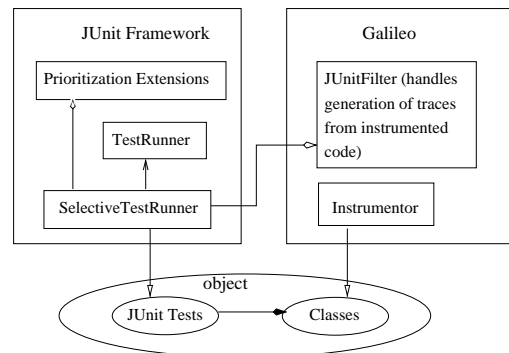 JUnit Framework
Prioritization Extensions
TestRunner
SelectiveTestRunner
Galileo
JUnitFilter (handles
generation of traces
from instrumented
code)
Instrumentor
object
JUnit Tests
Classes